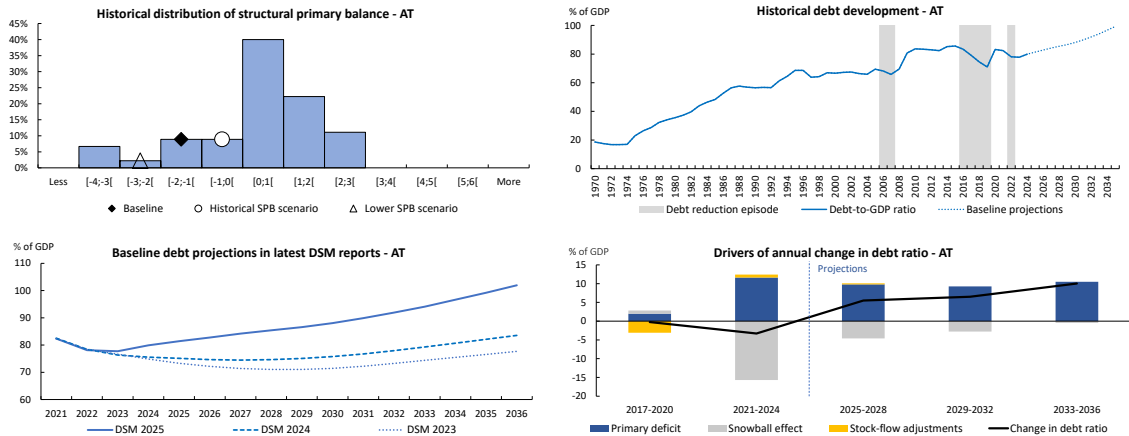 Historical distribution of structural primary balance - AT
45%
40%
35%
30%
25%
20%
15%
10%
5%
0%
Less [-4;-3[ [-3;-2[ [-2;-1[ [-1;0[ [0;1[ [1;2[ [2;3[ [3;4[ [4;5[ [5;6[ More
Baseline Historical SPB scenario Lower SPB scenario
Historical debt development - AT
% of GDP
100
80
60
40
20
0
1970 1972 1974 1976 1978 1980 1982 1984 1986 1988 1990 1992 1994 1996 1998 2000 2002 2004 2006 2008 2010 2012 2014 2016 2018 2020 2022 2024 2026 2028 2030 2032 2034
Debt reduction episode Debt-to-GDP ratio Baseline projections
Baseline debt projections in latest DSM reports - AT
% of GDP
110
100
90
80
70
60
2021 2022 2023 2024 2025 2026 2027 2028 2029 2030 2031 2032 2033 2034 2035 2036
DSM 2025 DSM 2024 DSM 2023
Drivers of annual change in debt ratio - AT
% of GDP
Projections
15
10
5
0
-5
-10
-15
-20
2017-2020 2021-2024 2025-2028 2029-2032 2033-2036
Primary deficit Snowball effect Stock-flow adjustments Change in debt ratio